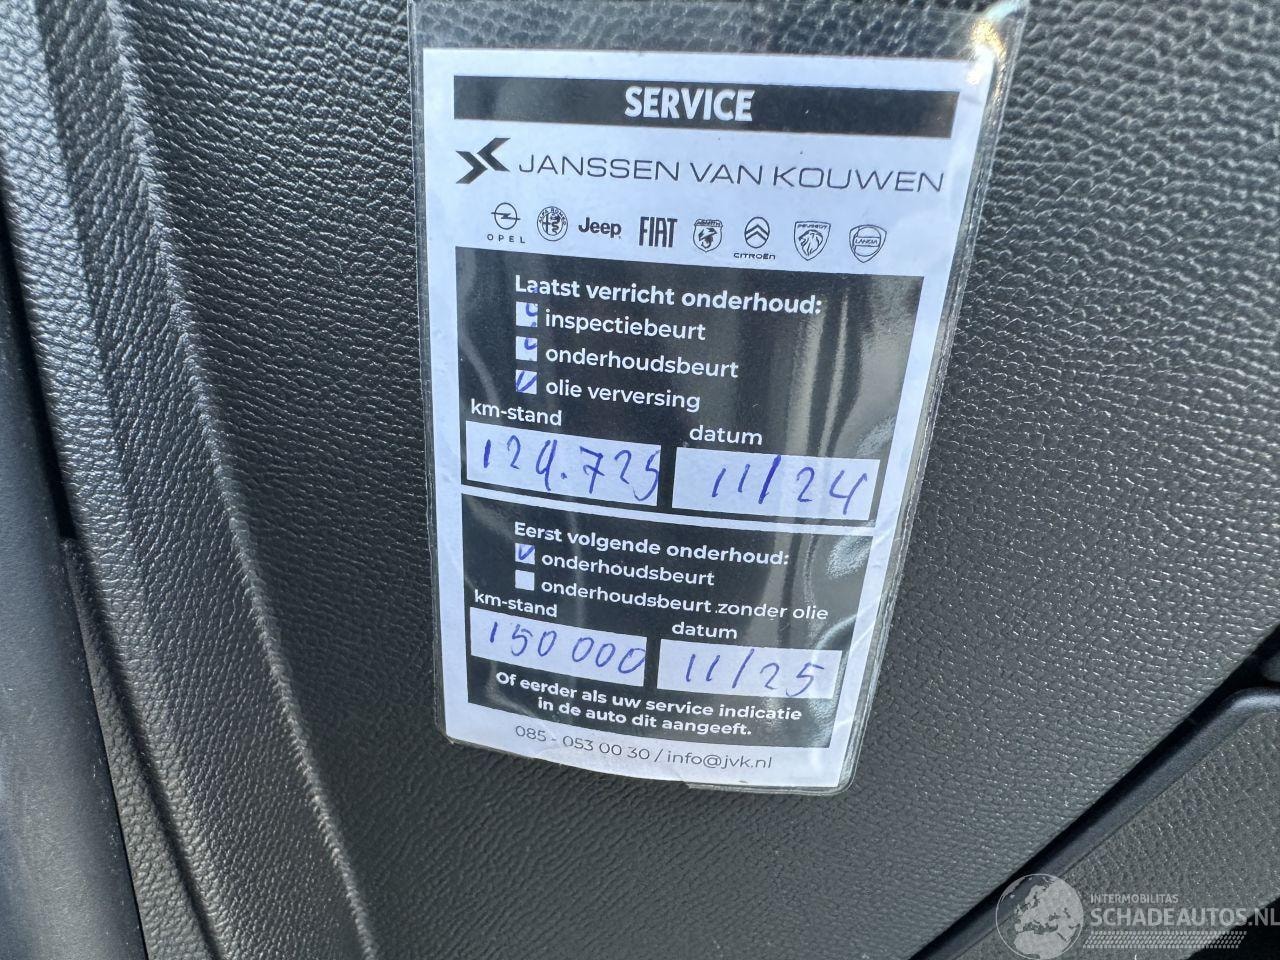 SERVICE
JANSSEN VAN KOUWEN
OPEL Jeep FIAT CITROËN PEUGEOT LANCIA
Laatst verricht onderhoud:
inspectiebeurt
onderhoudsbeurt
olie verversing
km-stand datum
129.725 11/24
Eerst volgende onderhoud:
onderhoudsbeurt
onderhoudsbeurt zonder olie
km-stand datum
150 000 11/25
Of eerder als uw service indicatie
in de auto dit aangeeft.
085 - 053 00 30 / info@jvk.nl
INTERMOBILITAS
SCHADEAUTOS.NL